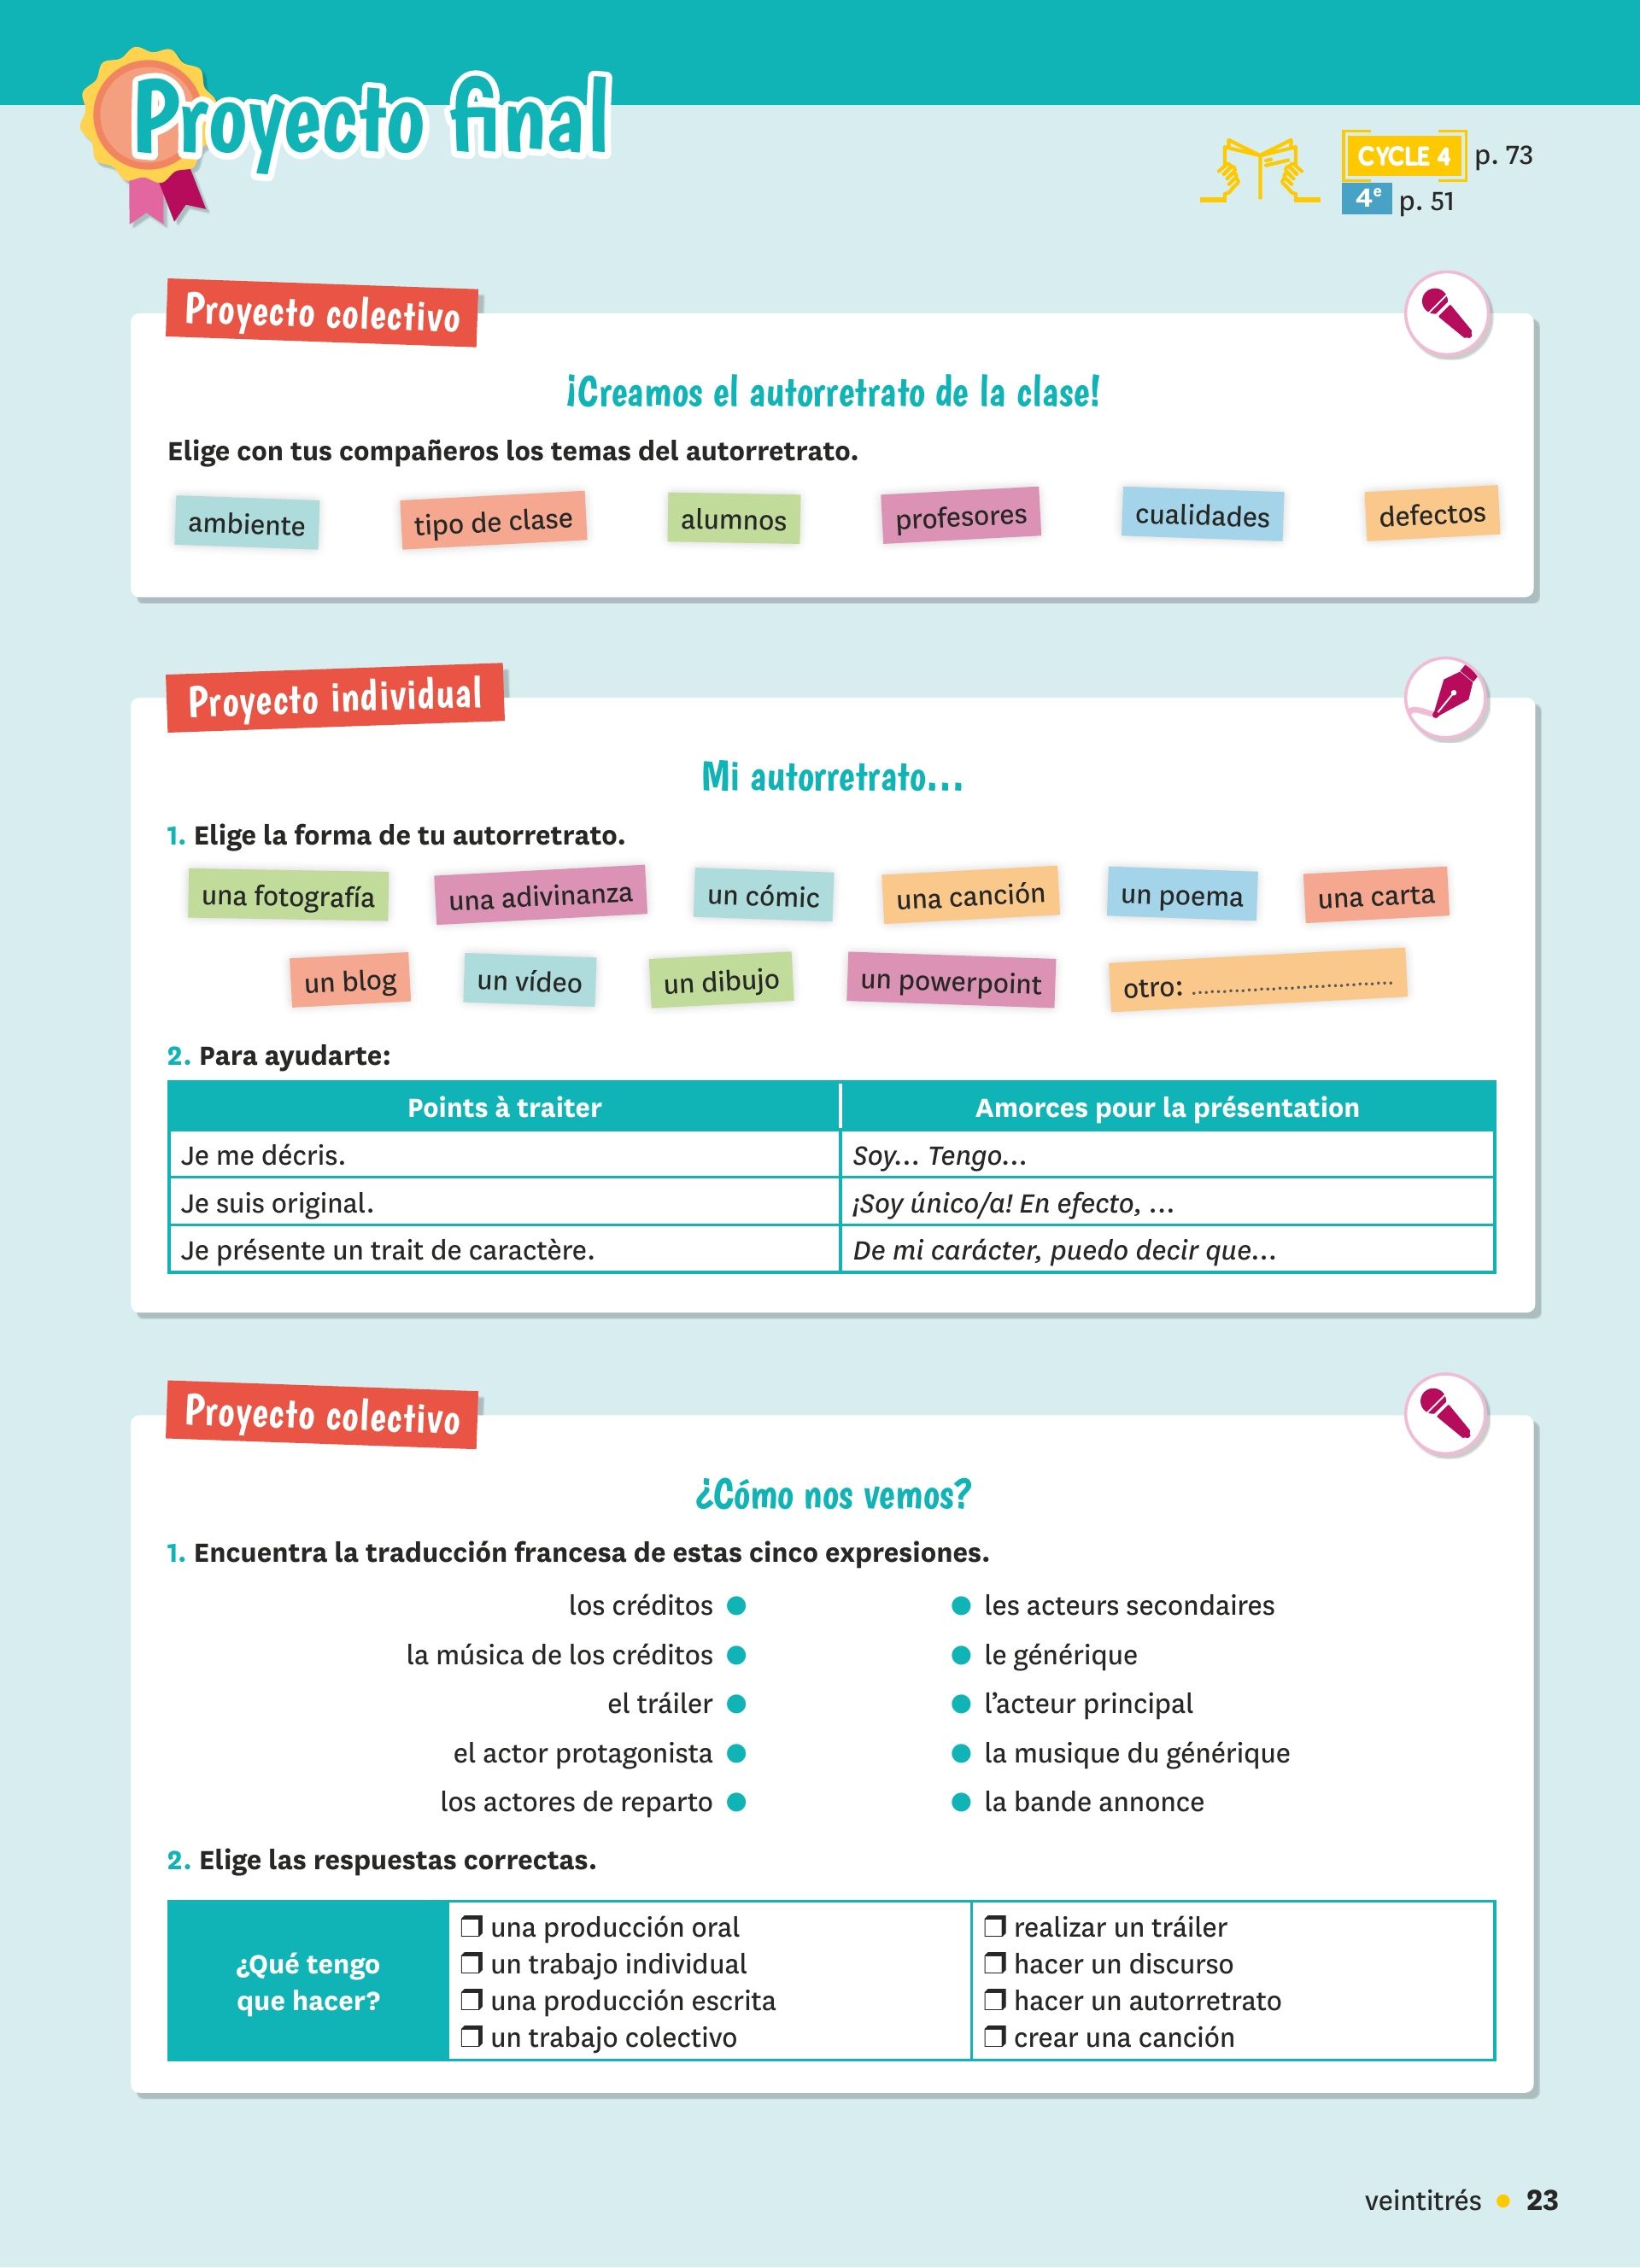 Proyecto final
CYCLE 4 p. 73
4e p. 51
Proyecto colectivo
¡Creamos el autorretrato de la clase!
Elige con tus compañeros los temas del autorretrato.
ambiente tipo de clase alumnos profesores cualidades defectos
Proyecto individual
Mi autorretrato...
1. Elige la forma de tu autorretrato.
una fotografía una adivinanza un cómic una canción un poema una carta
un blog un vídeo un dibujo un powerpoint otro: .................................
2. Para ayudarte:
Points à traiter Amorces pour la présentation
Je me décris. Soy... Tengo...
Je suis original. ¡Soy único/a! En efecto, ...
Je présente un trait de caractère. De mi carácter, puedo decir que...
Proyecto colectivo
¿Cómo nos vemos?
1. Encuentra la traducción francesa de estas cinco expresiones.
los créditos ● ● les acteurs secondaires
la música de los créditos ● ● le générique
el tráiler ● ● l'acteur principal
el actor protagonista ● ● la musique du générique
los actores de reparto ● ● la bande annonce
2. Elige las respuestas correctas.
¿Qué tengo
que hacer?
❒ una producción oral
❒ un trabajo individual
❒ una producción escrita
❒ un trabajo colectivo
❒ realizar un tráiler
❒ hacer un discurso
❒ hacer un autorretrato
❒ crear una canción
veintitrés ● 23